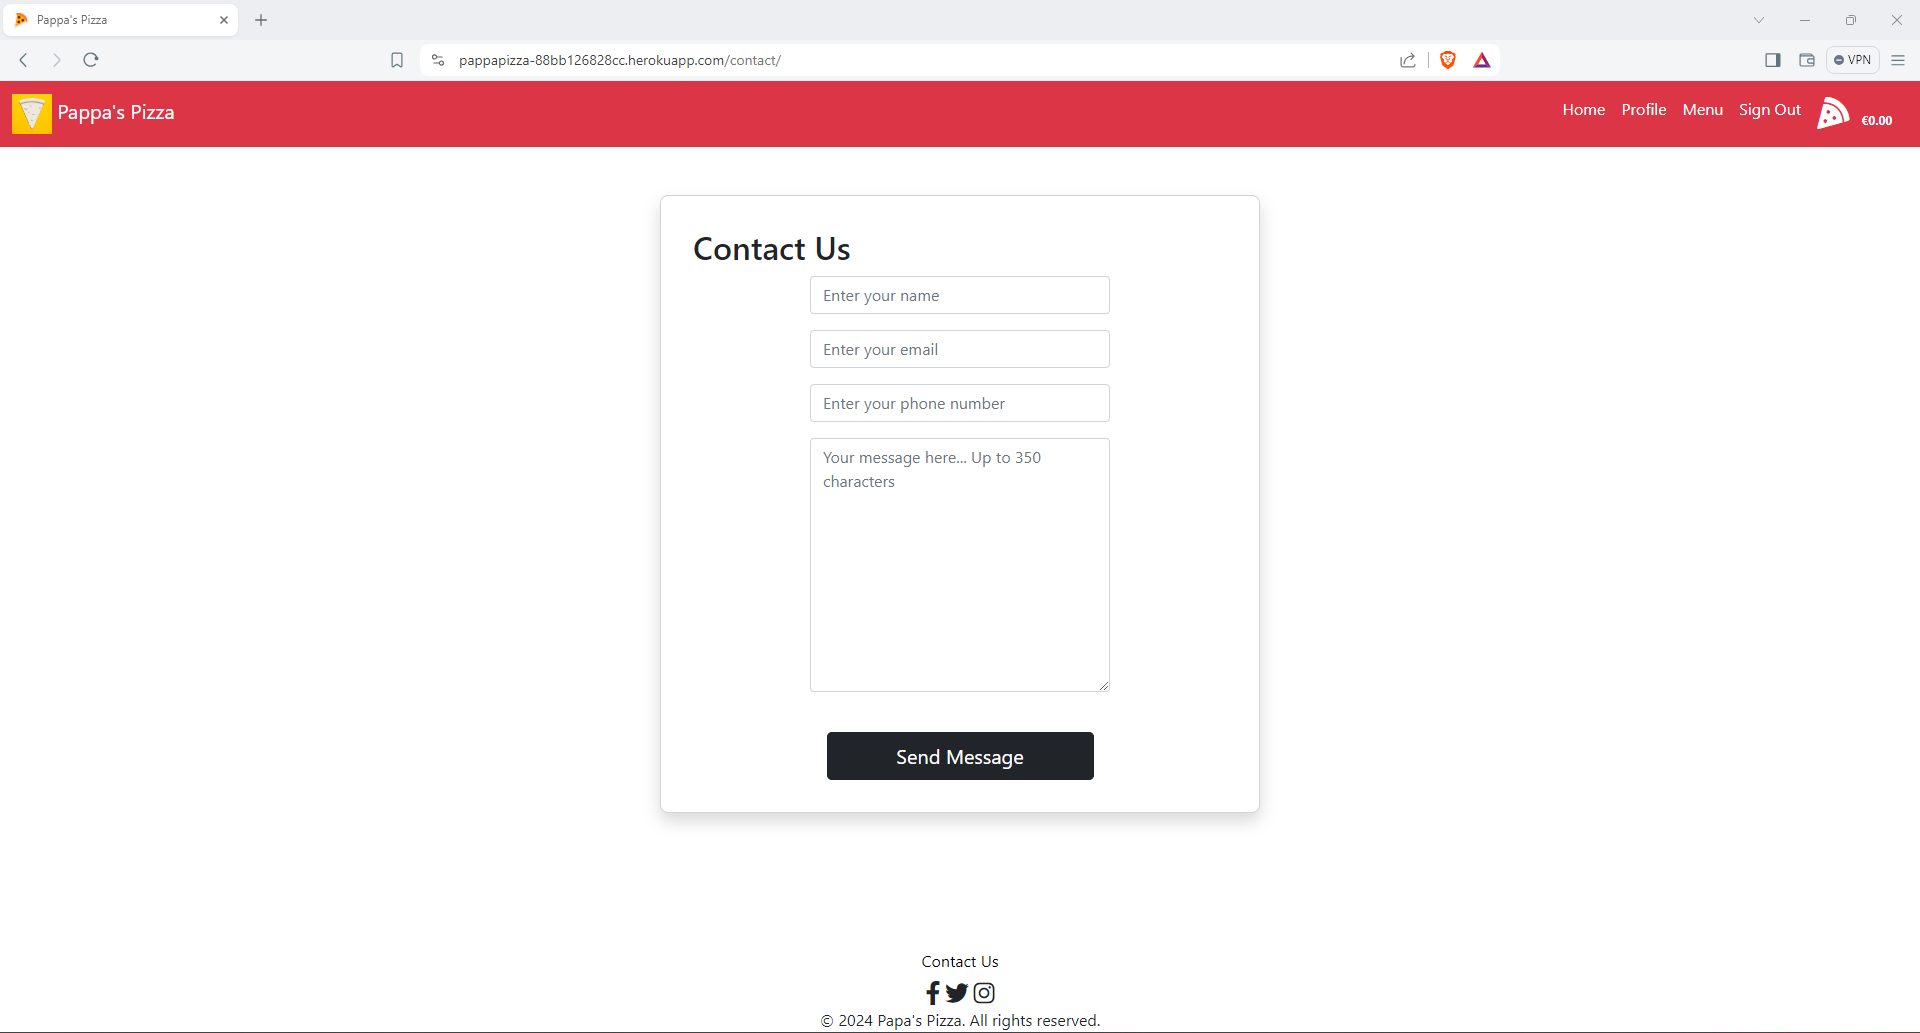 Pappa's Pizza
pappapizza-88bb126828cc.herokuapp.com/contact/
VPN
Pappa's Pizza
Home Profile Menu Sign Out €0.00
Contact Us
Enter your name
Enter your email
Enter your phone number
Your message here... Up to 350
characters
Send Message
Contact Us
© 2024 Papa's Pizza. All rights reserved.